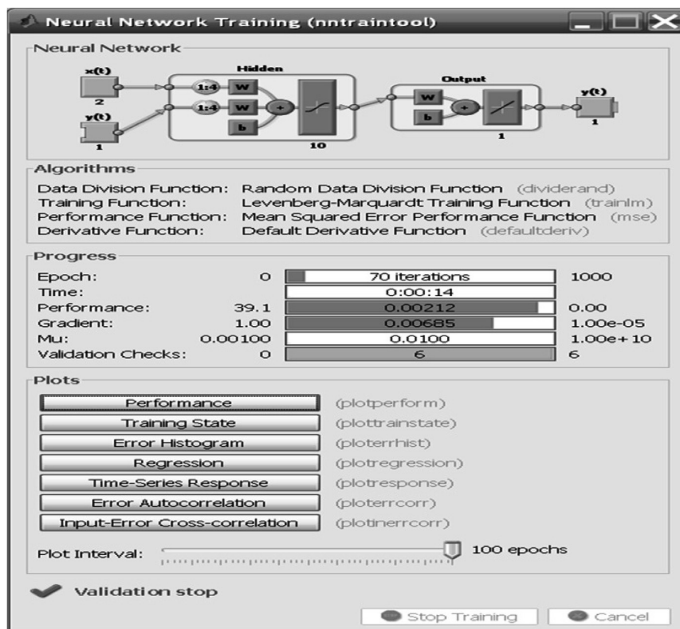 Neural Network Training (nntraintool)
Neural Network
Hidden
Output
x(t)
2
y(t)
1
1:4
W
1:4
W
b
+
10
W
b
+
1
y(t)
1
Algorithms
Data Division Function: Random Data Division Function (dividerand)
Training Function: Levenberg-Marquardt Training Function (trainlm)
Performance Function: Mean Squared Error Performance Function (mse)
Derivative Function: Default Derivative Function (defaultderiv)
Progress
Epoch: 0 70 iterations 1000
Time: 0:00:14
Performance: 39.1 0.00212 0.00
Gradient: 1.00 0.00685 1.00e-05
Mu: 0.00100 0.0100 1.00e+10
Validation Checks: 0 6 6
Plots
Performance (plotperform)
Training State (plottrainstate)
Error Histogram (ploterrhist)
Regression (plotregression)
Time-Series Response (plotresponse)
Error Autocorrelation (ploterrcorr)
Input-Error Cross-correlation (plotinerrcorr)
Plot Interval: 100 epochs
Validation stop
Stop Training Cancel